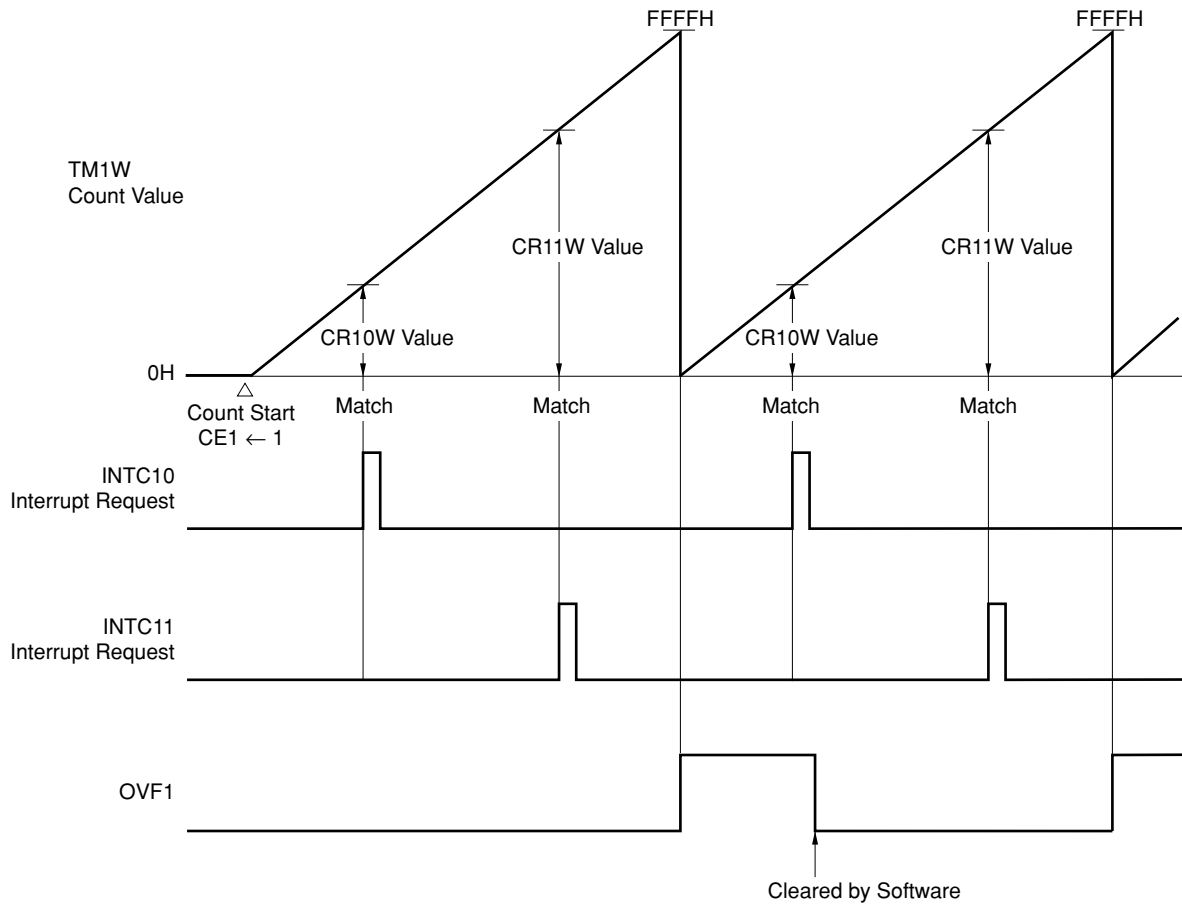 FFFFH
FFFFH
TM1W
Count Value
CR11W Value
CR11W Value
CR10W Value
CR10W Value
0H
Count Start
CE1 ← 1
Match
Match
Match
Match
INTC10
Interrupt Request
INTC11
Interrupt Request
OVF1
Cleared by Software